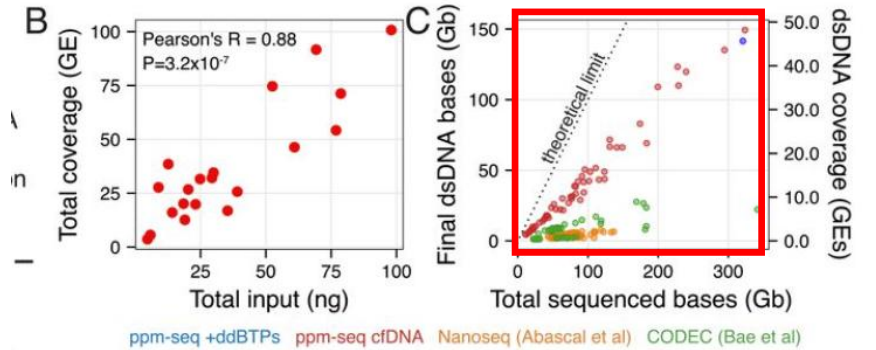 B
Pearson's R = 0.88
P=3.2x10⁻⁷
Total coverage (GE)
100
75
50
25
0
25 50 75 100
Total input (ng)
C
Final dsDNA bases (Gb)
150
100
50
0
theoretical limit
50.0
40.0
30.0
20.0
10.0
0.0
dsDNA coverage (GEs)
0 100 200 300
Total sequenced bases (Gb)
ppm-seq +ddBTPs ppm-seq cfDNA Nanoseq (Abascal et al) CODEC (Bae et al)